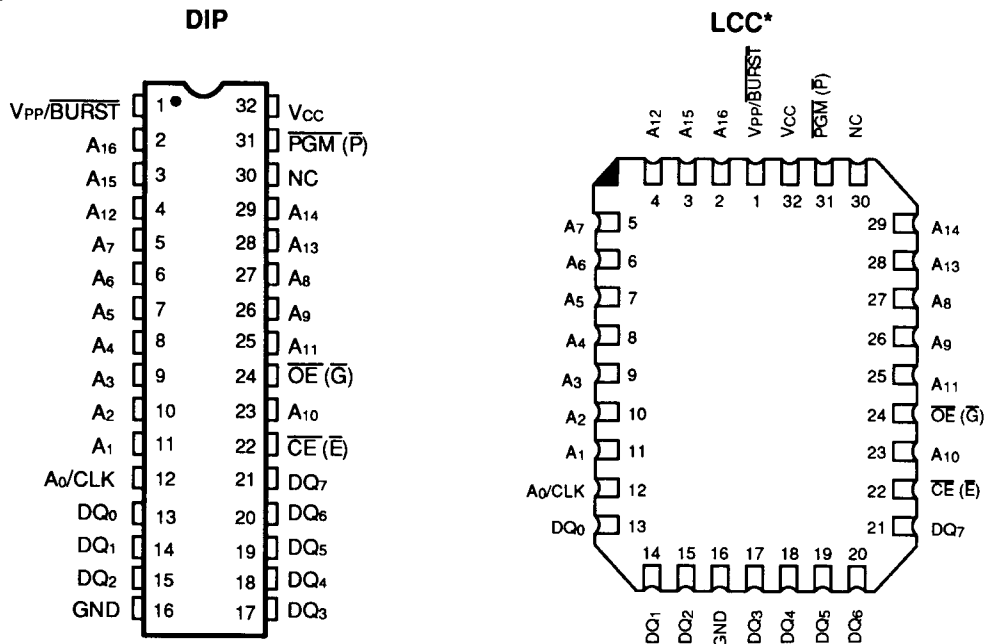 DIP
VPP/BURST 1 32 VCC
A16 2 31 PGM (P)
A15 3 30 NC
A12 4 29 A14
A7 5 28 A13
A6 6 27 A8
A5 7 26 A9
A4 8 25 A11
A3 9 24 OE (G)
A2 10 23 A10
A1 11 22 CE (E)
A0/CLK 12 21 DQ7
DQ0 13 20 DQ6
DQ1 14 19 DQ5
DQ2 15 18 DQ4
GND 16 17 DQ3
LCC*
A12 A15 A16 VPP/BURST VCC PGM (P) NC
4 3 2 1 32 31 30
A7 5 29 A14
A6 6 28 A13
A5 7 27 A8
A4 8 26 A9
A3 9 25 A11
A2 10 24 OE (G)
A1 11 23 A10
A0/CLK 12 22 CE (E)
DQ0 13 21 DQ7
14 15 16 17 18 19 20
DQ1 DQ2 GND DQ3 DQ4 DQ5 DQ6